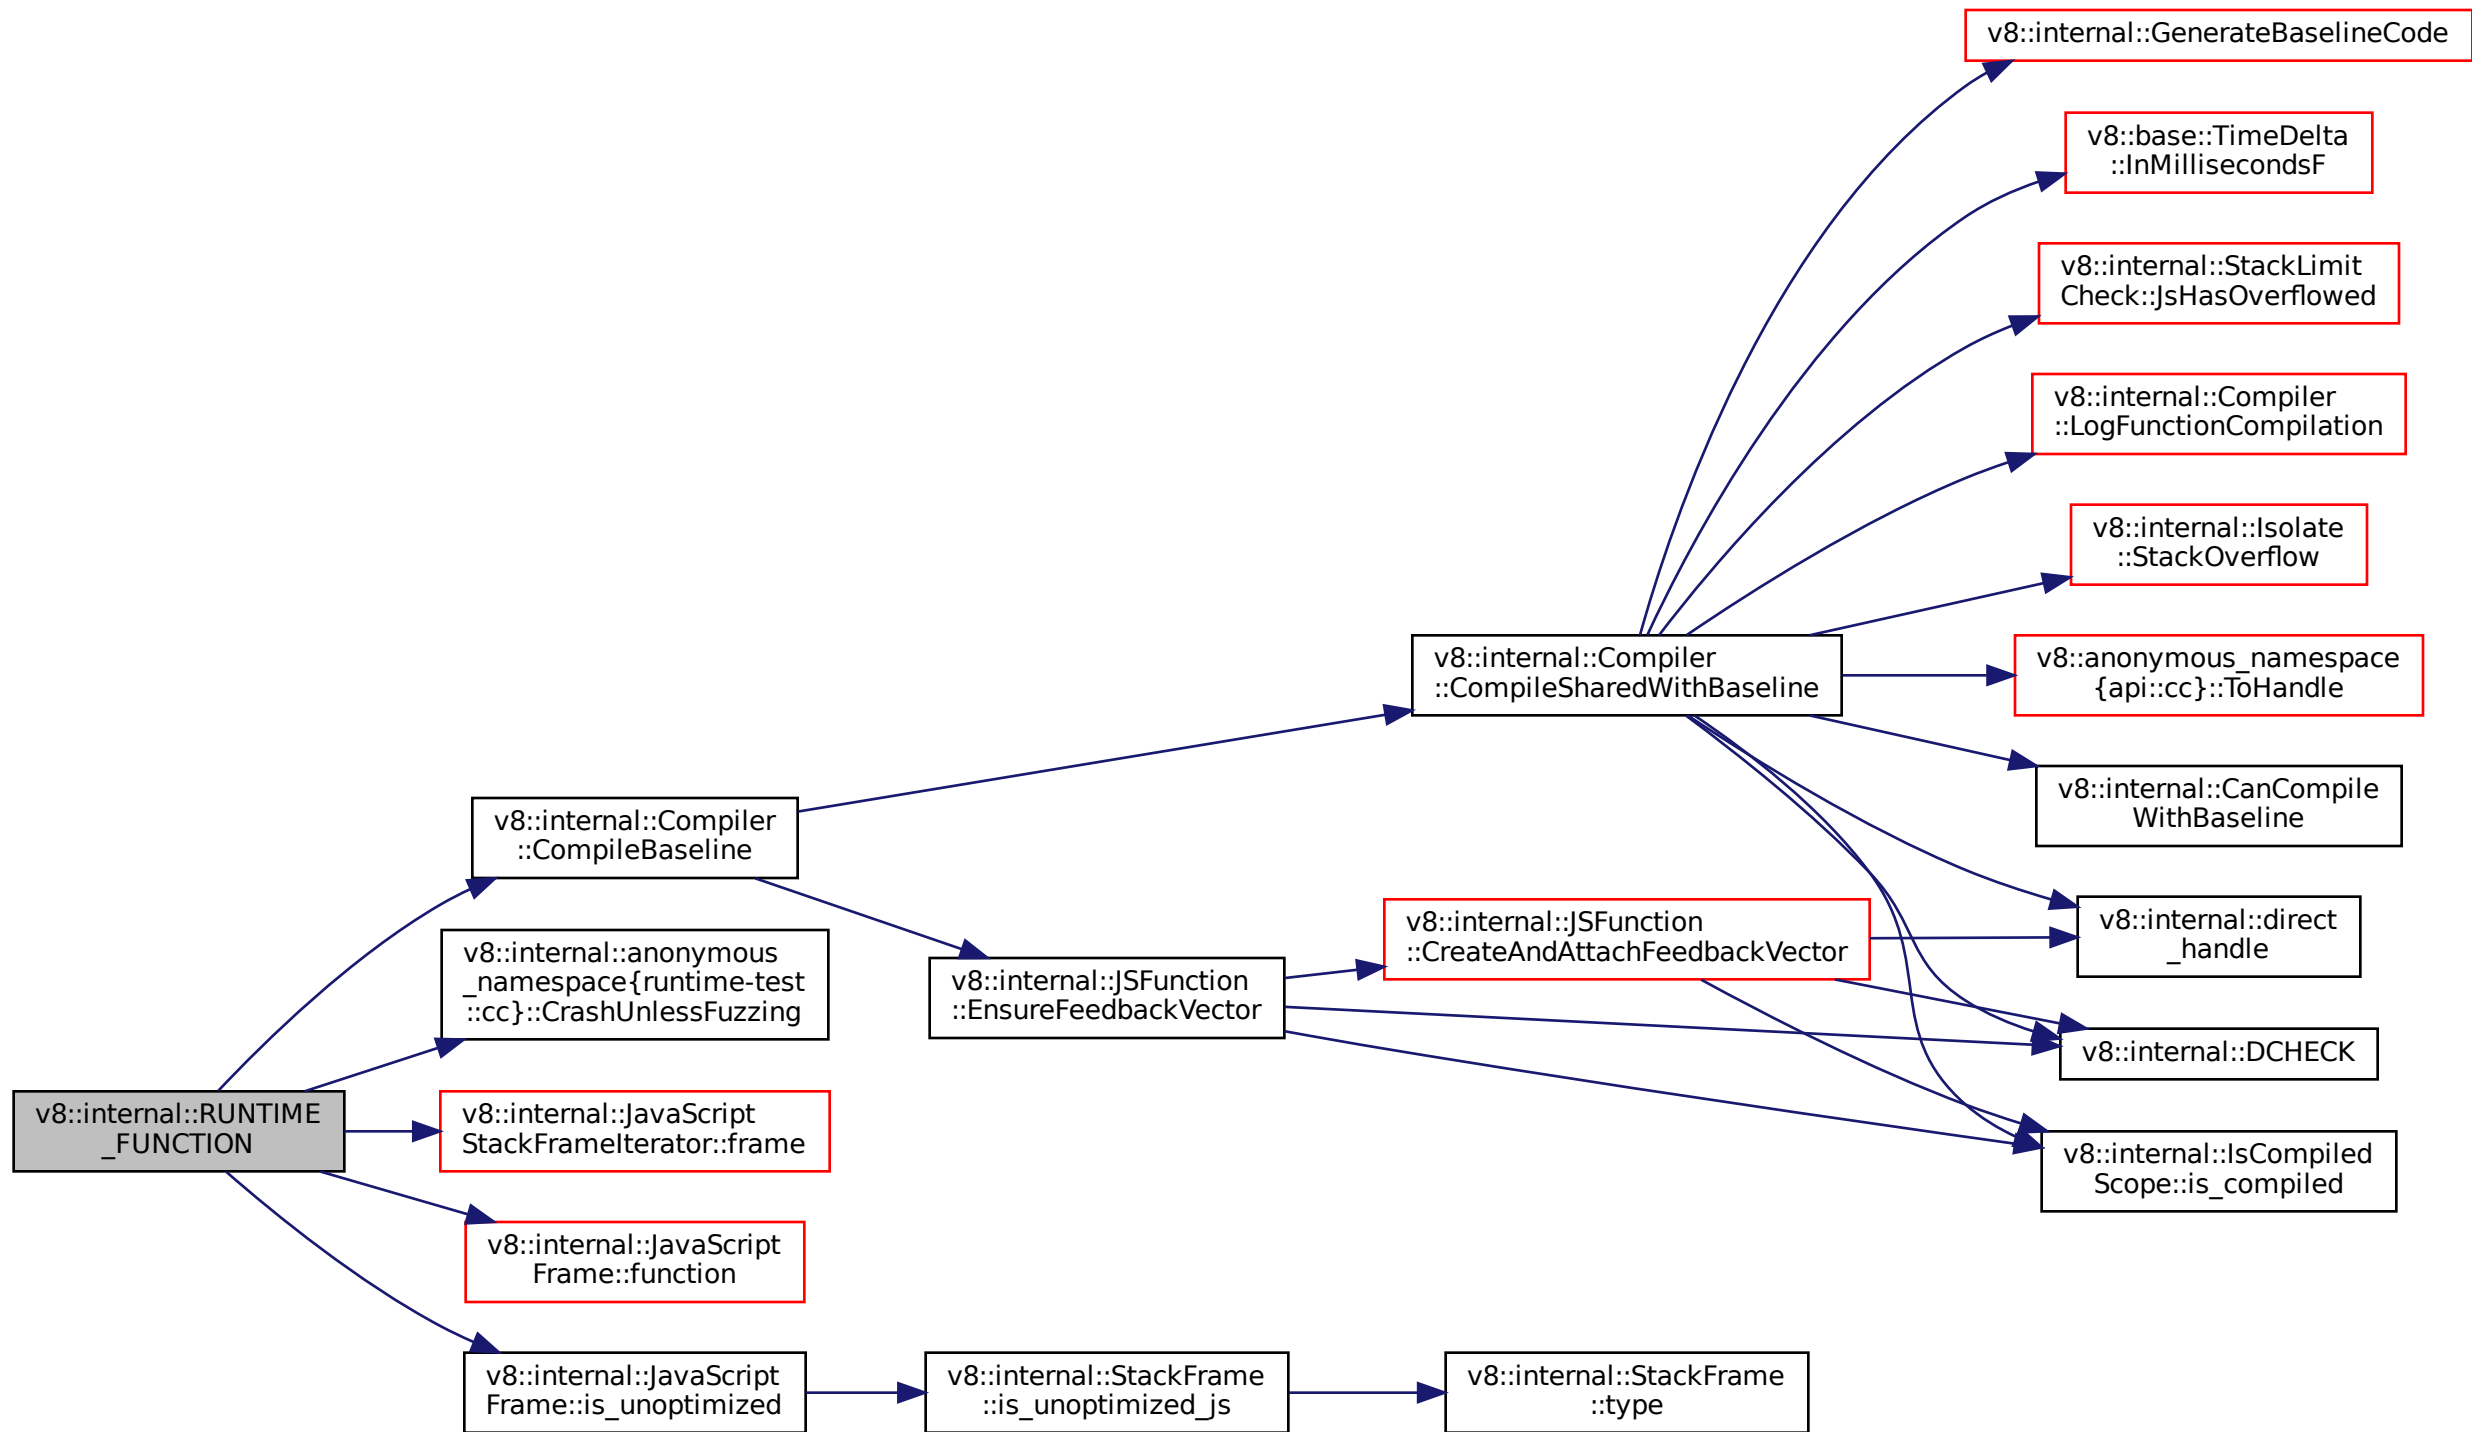 v8::internal::RUNTIME
_FUNCTION
v8::internal::Compiler
::CompileBaseline
v8::internal::anonymous
_namespace{runtime-test
::cc}::CrashUnlessFuzzing
v8::internal::JavaScript
StackFrameIterator::frame
v8::internal::JavaScript
Frame::function
v8::internal::JavaScript
Frame::is_unoptimized
v8::internal::JSFunction
::EnsureFeedbackVector
v8::internal::StackFrame
::is_unoptimized_js
v8::internal::Compiler
::CompileSharedWithBaseline
v8::internal::JSFunction
::CreateAndAttachFeedbackVector
v8::internal::StackFrame
::type
v8::internal::GenerateBaselineCode
v8::base::TimeDelta
::InMillisecondsF
v8::internal::StackLimit
Check::JsHasOverflowed
v8::internal::Compiler
::LogFunctionCompilation
v8::internal::Isolate
::StackOverflow
v8::anonymous_namespace
{api::cc}::ToHandle
v8::internal::CanCompile
WithBaseline
v8::internal::direct
_handle
v8::internal::DCHECK
v8::internal::IsCompiled
Scope::is_compiled